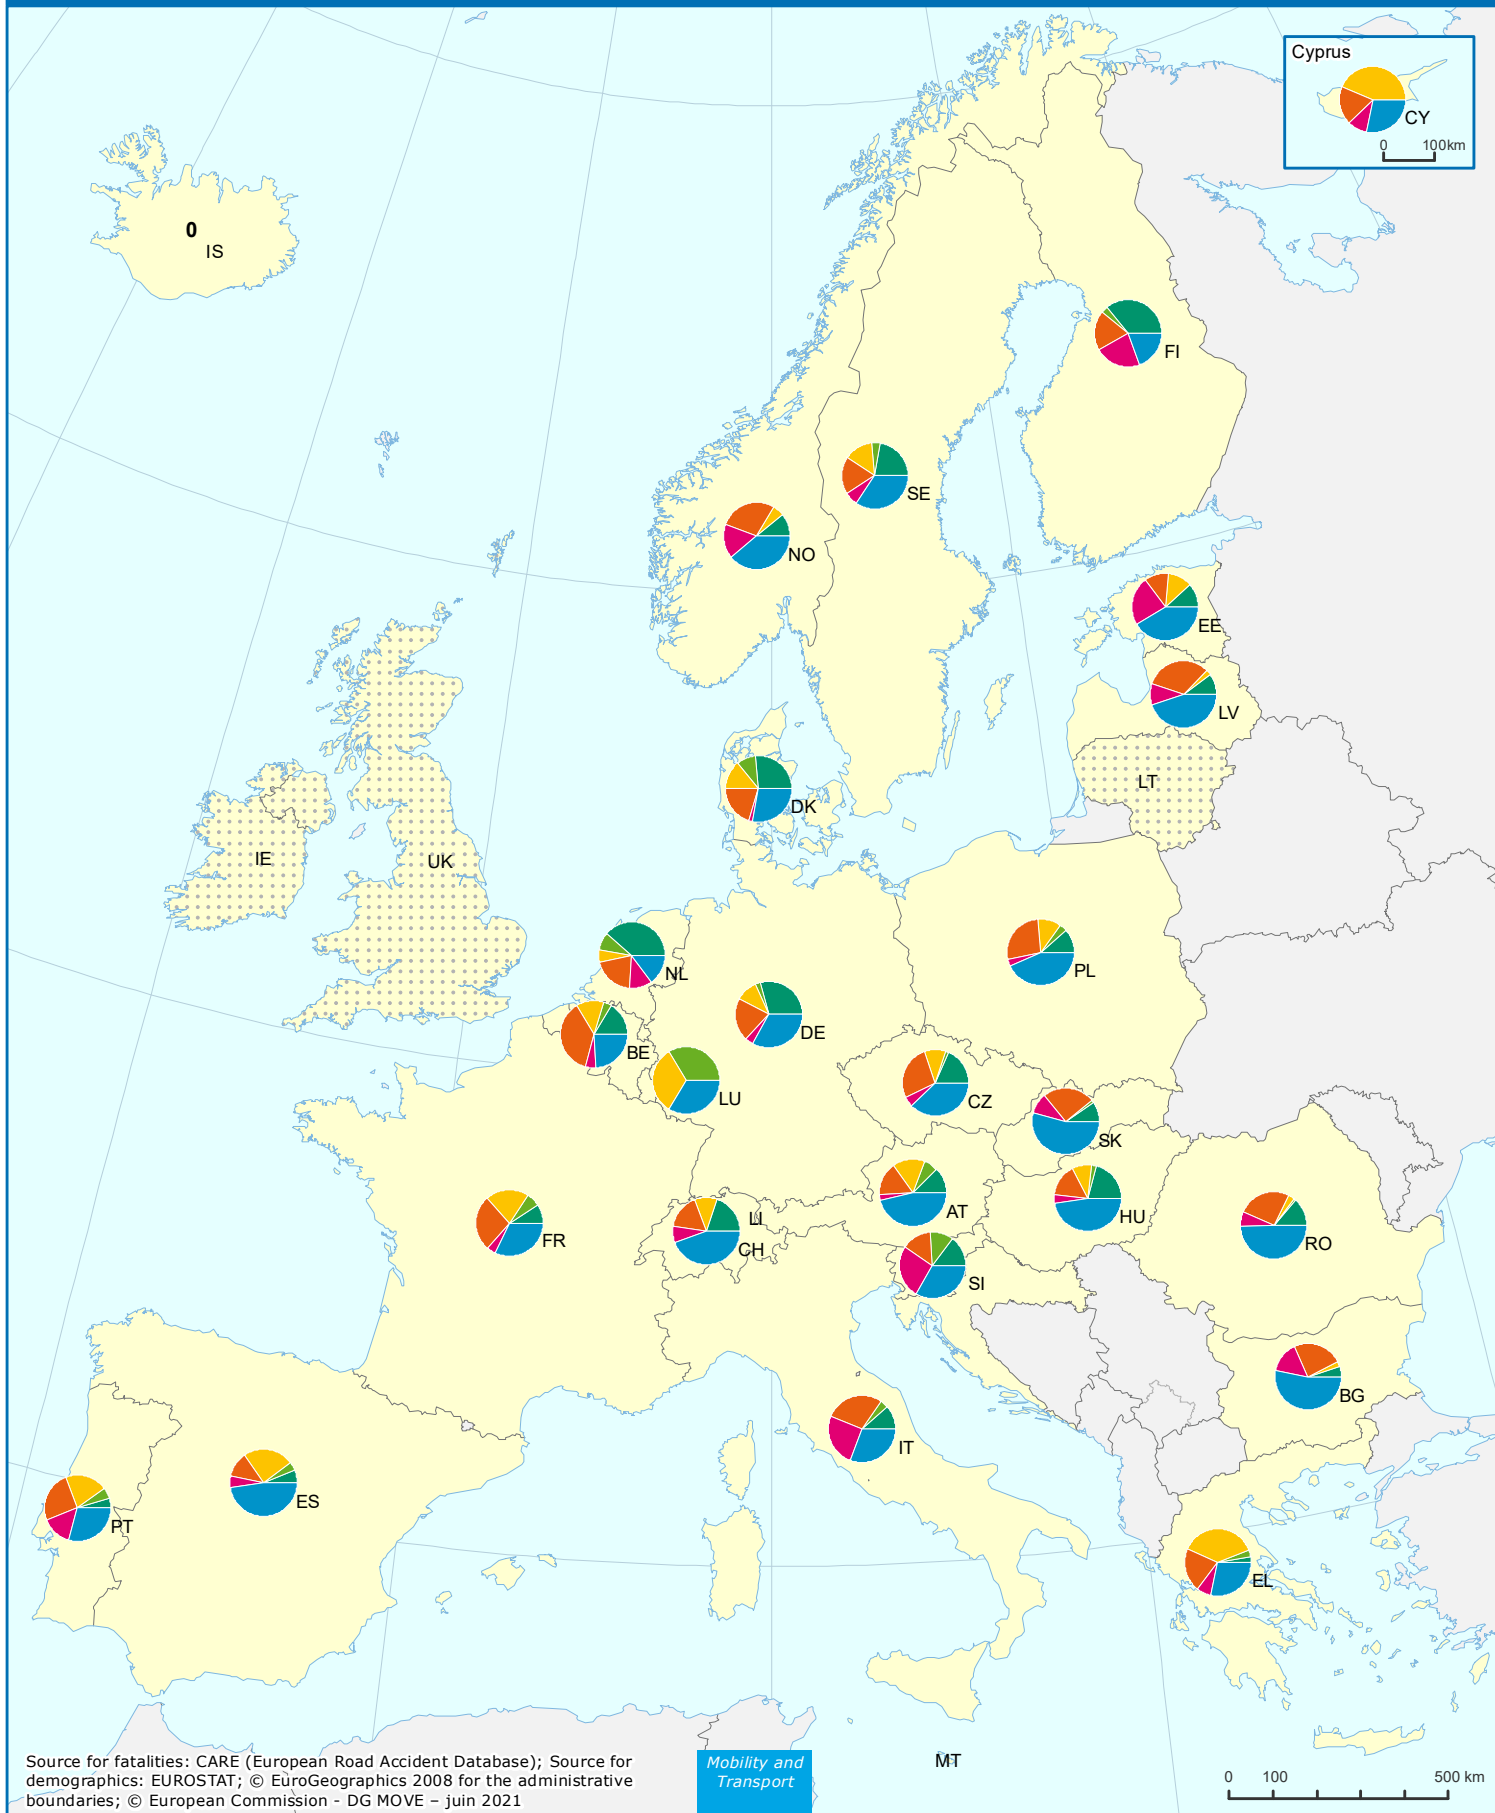 Cyprus
CY
0 100km
0
IS
FI
SE
NO
EE
LV
LT
DK
IE
UK
NL
PL
DE
BE
LU
CZ
SK
AT
HU
LI
FR
CH
RO
SI
BG
IT
ES
PT
EL
MT
Source for fatalities: CARE (European Road Accident Database); Source for
demographics: EUROSTAT; © EuroGeographics 2008 for the administrative
boundaries; © European Commission - DG MOVE – juin 2021
Mobility and
Transport
0 100 500 km